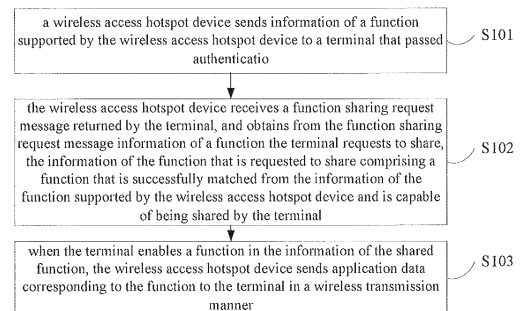 a wireless access hotspot device sends information of a function
supported by the wireless access hotspot device to a terminal that passed
authenticatio
S101
the wireless access hotspot device receives a function sharing request
message returned by the terminal, and obtains from the function sharing
request message information of a function the terminal requests to share,
the information of the function that is requested to share comprising a
function that is successfully matched from the information of the
function supported by the wireless access hotspot device and is capable
of being shared by the terminal
S102
when the terminal enables a function in the information of the shared
function, the wireless access hotspot device sends application data
corresponding to the function to the terminal in a wireless transmission
manner
S103